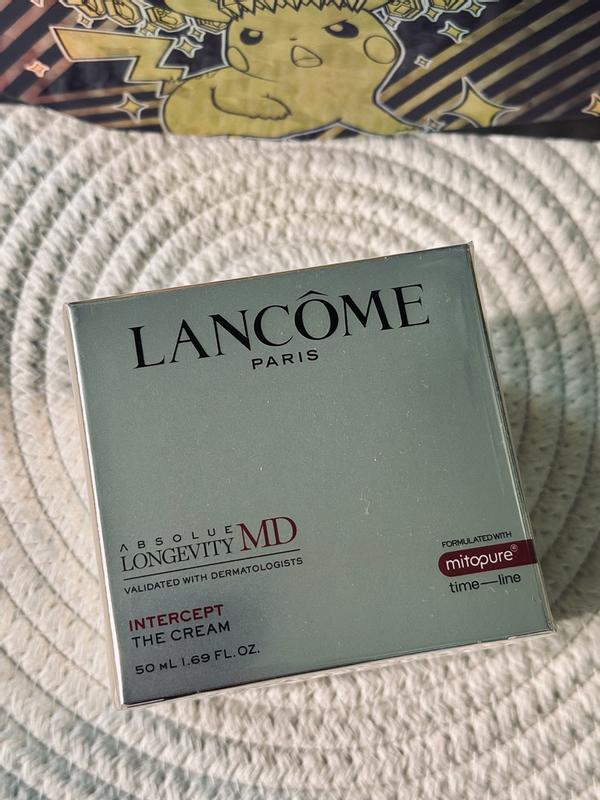 LANCÔME
PARIS
ABSOLUE
LONGEVITY MD
VALIDATED WITH DERMATOLOGISTS
INTERCEPT
THE CREAM
50 mL 1.69 FL.OZ.
FORMULATED WITH
mitopure®
time—line